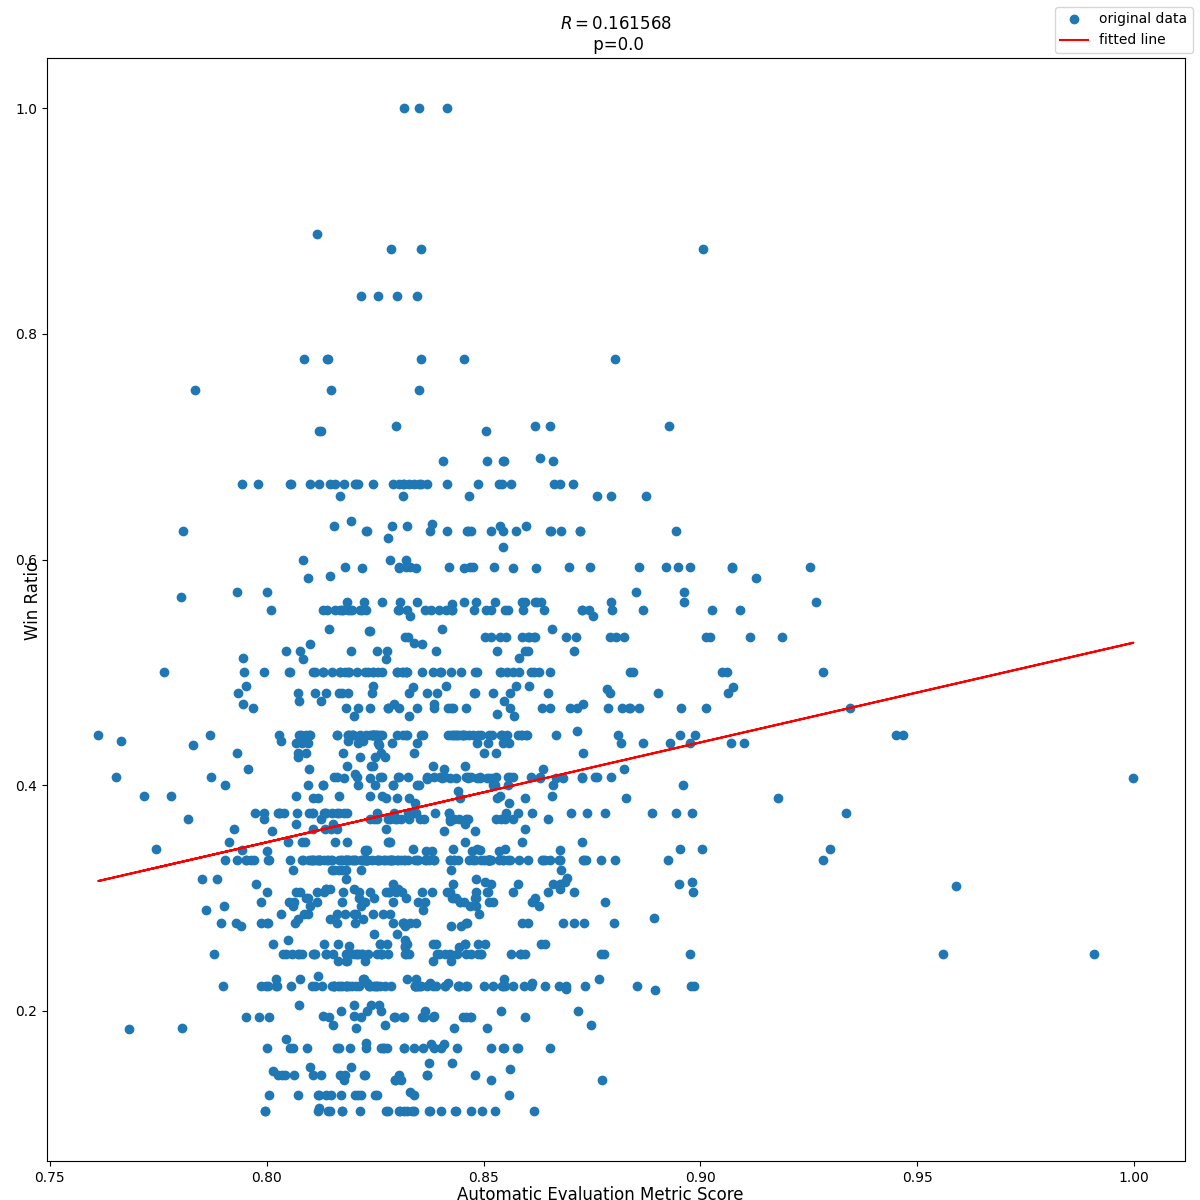 R = 0.161568
p=0.0
original data
fitted line
1.0
0.8
0.6
0.4
0.2
Win Ratio
0.75
0.80
0.85
0.90
0.95
1.00
Automatic Evaluation Metric Score